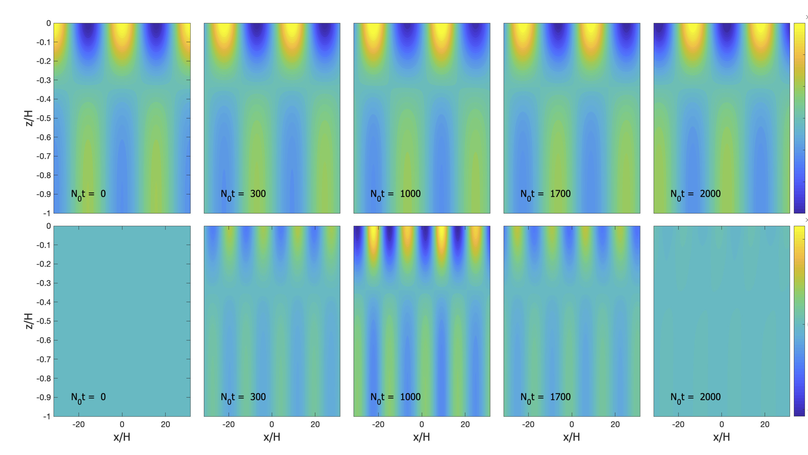 0
-0.1
-0.2
-0.3
-0.4
-0.5
-0.6
-0.7
-0.8
-0.9
-1
z/H
N0t = 0
N0t = 300
N0t = 1000
N0t = 1700
N0t = 2000
0
-0.1
-0.2
-0.3
-0.4
-0.5
-0.6
-0.7
-0.8
-0.9
-1
z/H
N0t = 0
N0t = 300
N0t = 1000
N0t = 1700
N0t = 2000
-20 0 20 -20 0 20 -20 0 20 -20 0 20 -20 0 20
x/H x/H x/H x/H x/H